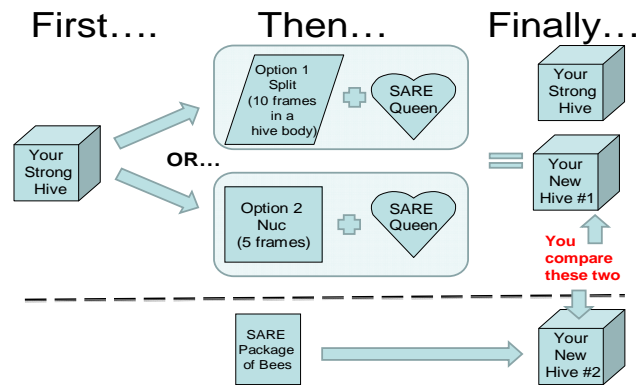 First….
Then…
Finally…
Option 1
Split
(10 frames
in a
hive body)
SARE
Queen
Your
Strong
Hive
Your
Strong
Hive
OR…
Your
New
Hive #1
Option 2
Nuc
(5 frames)
SARE
Queen
You
compare
these two
SARE
Package
of Bees
Your
New
Hive #2